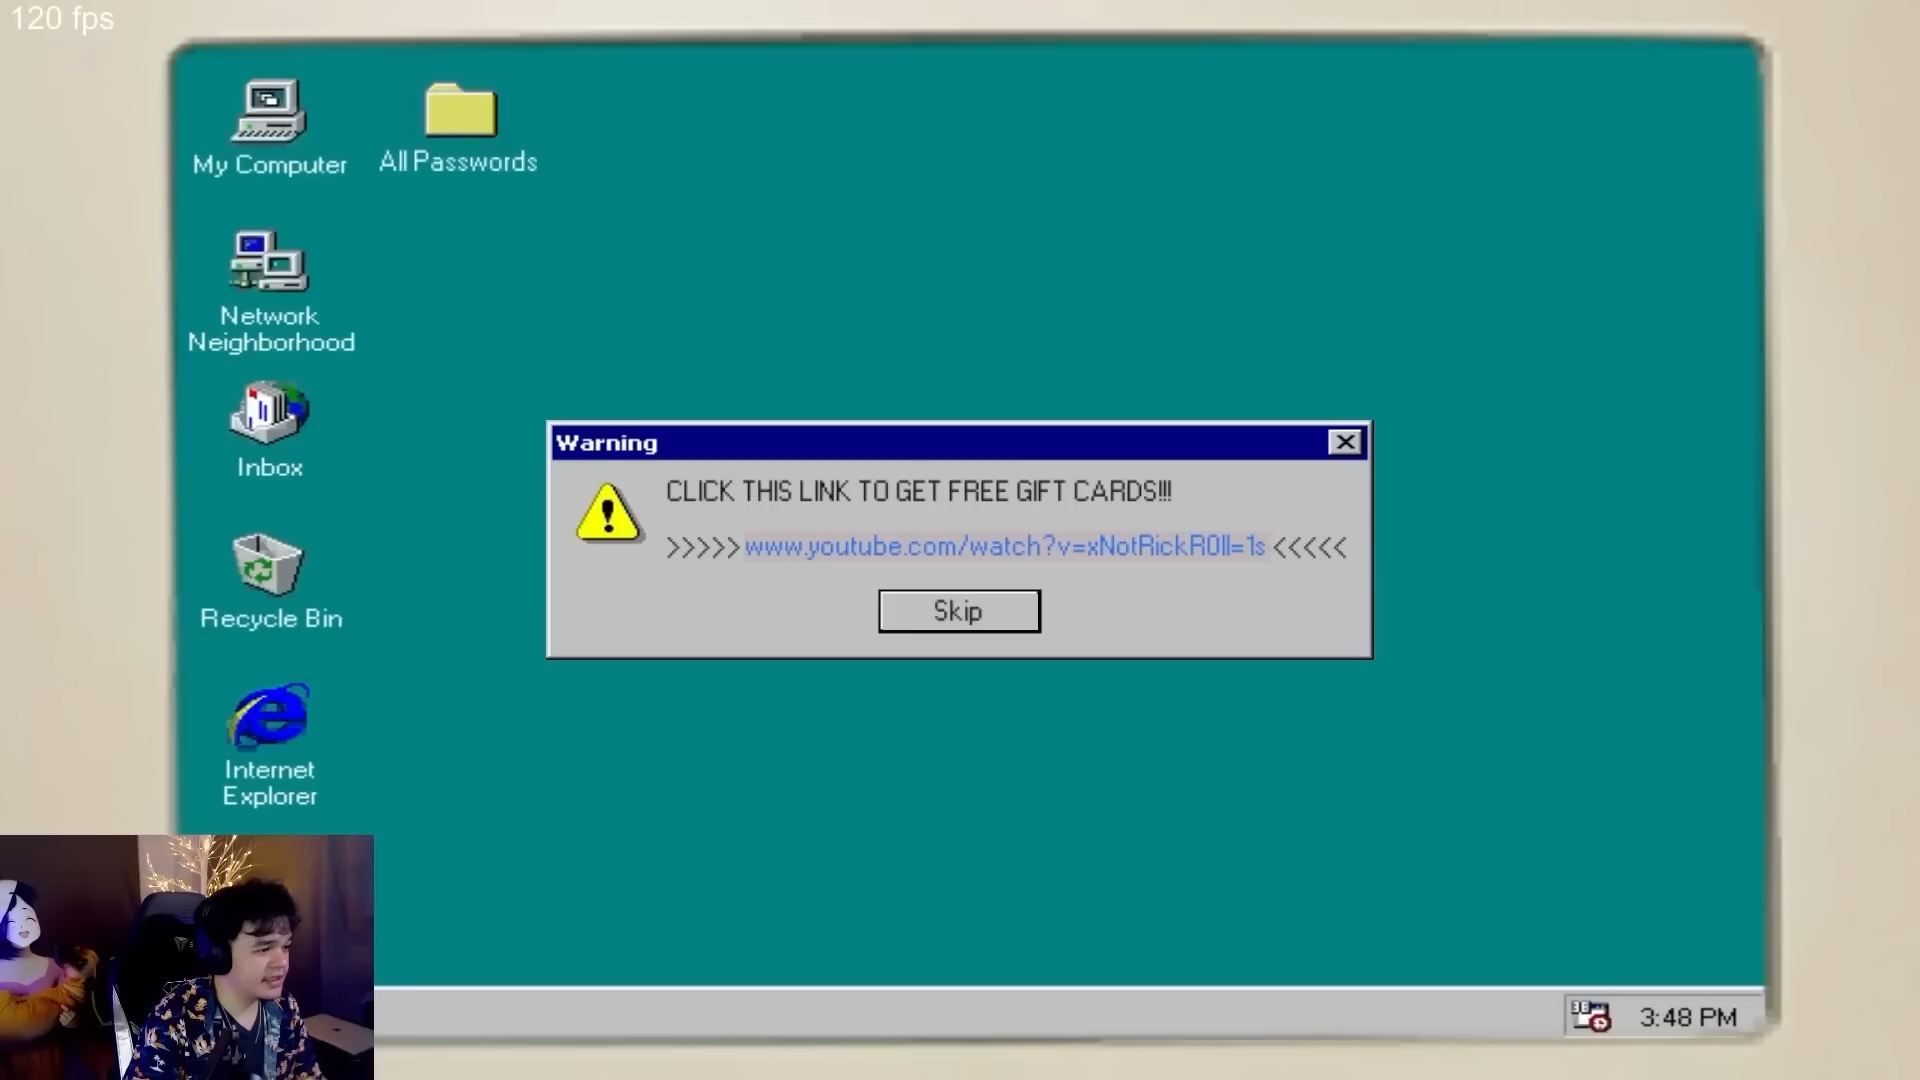 120 fps
My Computer
All Passwords
Network
Neighborhood
Inbox
Recycle Bin
Internet
Explorer
Warning
CLICK THIS LINK TO GET FREE GIFT CARDS!!!
>>>>> www.youtube.com/watch?v=xNotRickR0ll=1s <<<<<
Skip
3:48 PM